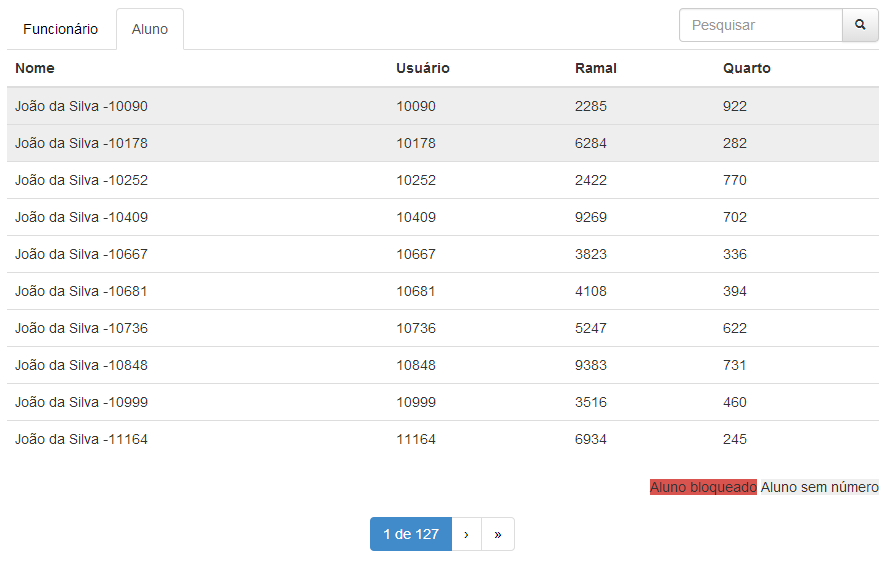 Funcionário Aluno Pesquisar
Nome Usuário Ramal Quarto
João da Silva -10090 10090 2285 922
João da Silva -10178 10178 6284 282
João da Silva -10252 10252 2422 770
João da Silva -10409 10409 9269 702
João da Silva -10667 10667 3823 336
João da Silva -10681 10681 4108 394
João da Silva -10736 10736 5247 622
João da Silva -10848 10848 9383 731
João da Silva -10999 10999 3516 460
João da Silva -11164 11164 6934 245
Aluno bloqueado Aluno sem número
1 de 127 › »